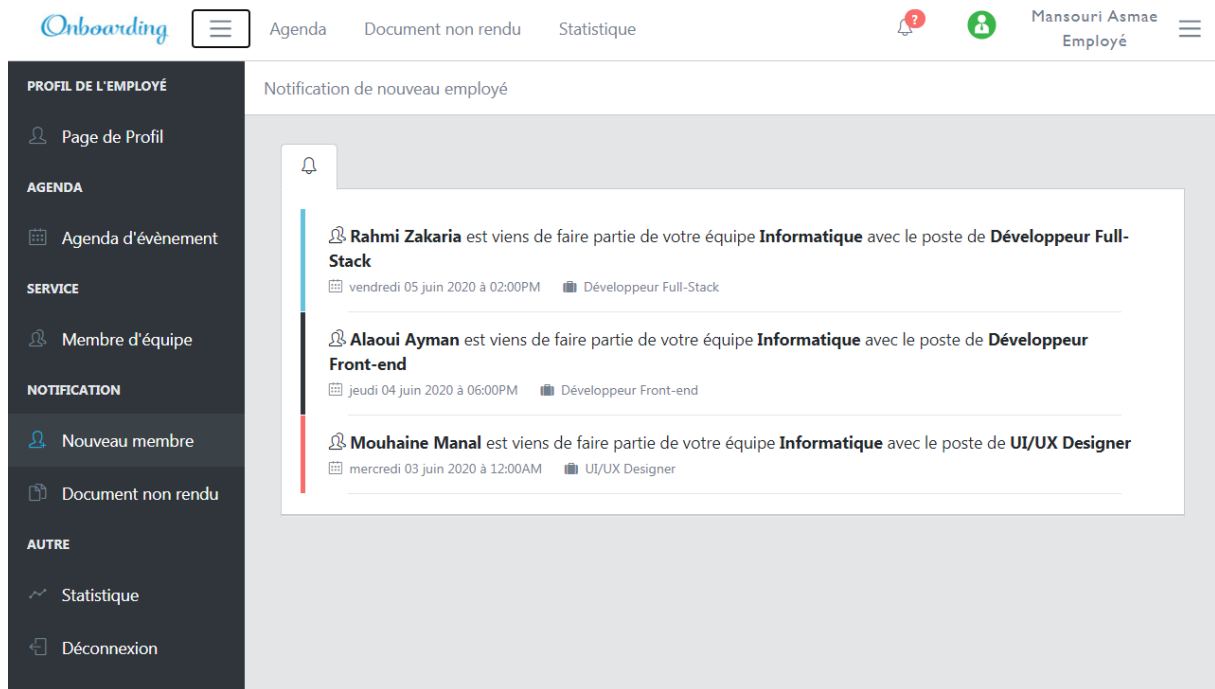 Onboarding
Agenda Document non rendu Statistique
?
Mansouri Asmae
Employé
PROFIL DE L'EMPLOYÉ
Page de Profil
AGENDA
Agenda d'évènement
SERVICE
Membre d'équipe
NOTIFICATION
Nouveau membre
Document non rendu
AUTRE
Statistique
Déconnexion
Notification de nouveau employé
Rahmi Zakaria est viens de faire partie de votre équipe Informatique avec le poste de Développeur Full-
Stack
vendredi 05 juin 2020 à 02:00PM Développeur Full-Stack
Alaoui Ayman est viens de faire partie de votre équipe Informatique avec le poste de Développeur
Front-end
jeudi 04 juin 2020 à 06:00PM Développeur Front-end
Mouhaine Manal est viens de faire partie de votre équipe Informatique avec le poste de UI/UX Designer
mercredi 03 juin 2020 à 12:00AM UI/UX Designer